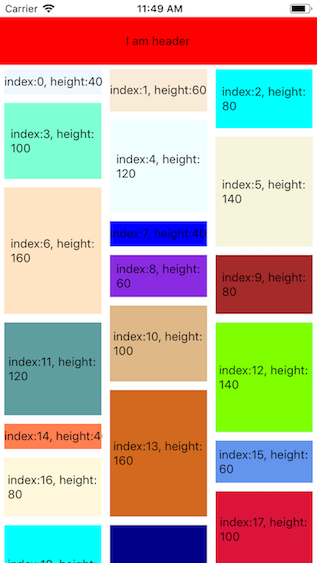 Carrier
11:49 AM
I am header
index:0, height:40
index:1, height:60
index:2, height:
80
index:3, height:
100
index:4, height:
120
index:5, height:
140
index:6, height:
160
index:7, height:40
index:8, height:
60
index:9, height:
80
index:10, height:
100
index:11, height:
120
index:12, height:
140
index:13, height:
160
index:14, height:40
index:15, height:
60
index:16, height:
80
index:17, height:
100